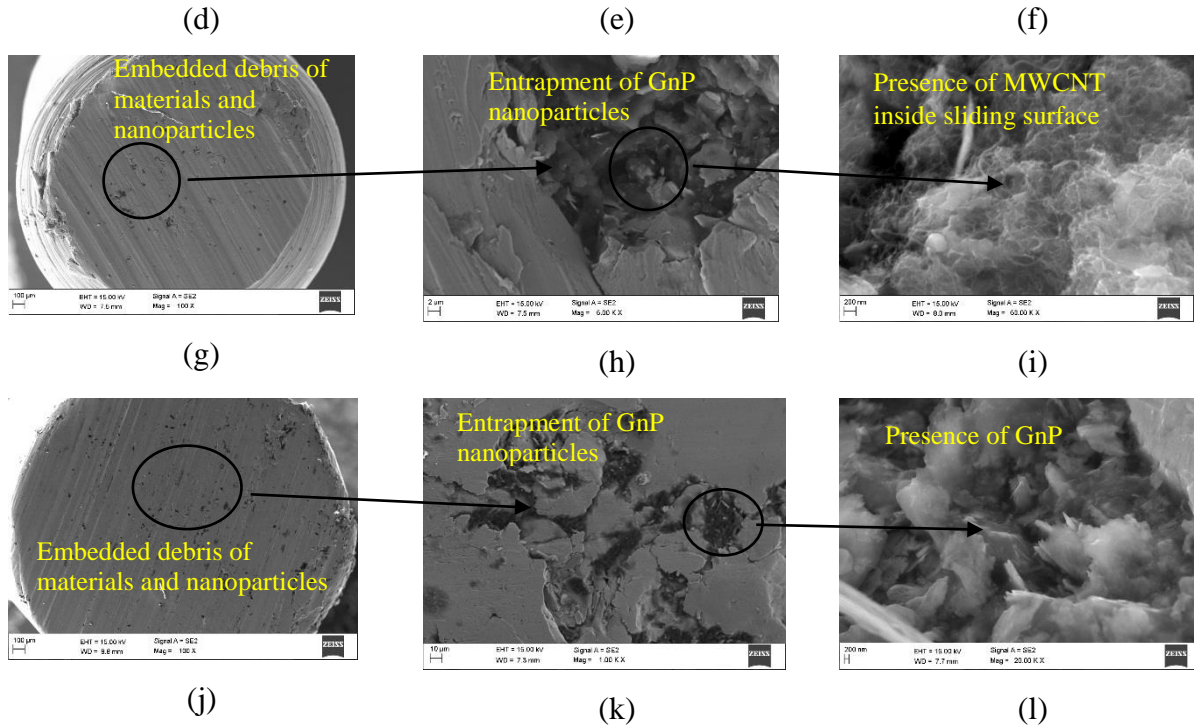 (d) (e) (f)
Embedded debris of
materials and
nanoparticles
Entrapment of GnP
nanoparticles
Presence of MWCNT
inside sliding surface
100 µm EHT = 15.00 kV Signal A = SE2 ZEISS
WD = 7.5 mm Mag = 100 X
2 µm EHT = 15.00 kV Signal A = SE2 ZEISS
WD = 7.5 mm Mag = 5.00 K X
200 nm EHT = 15.00 kV Signal A = SE2 ZEISS
WD = 8.0 mm Mag = 50.00 K X
(g) (h) (i)
Embedded debris of
materials and nanoparticles
Entrapment of GnP
nanoparticles
Presence of GnP
100 µm EHT = 15.00 kV Signal A = SE2 ZEISS
WD = 9.8 mm Mag = 100 X
10 µm EHT = 15.00 kV Signal A = SE2 ZEISS
WD = 7.3 mm Mag = 1.00 K X
200 nm EHT = 15.00 kV Signal A = SE2 ZEISS
WD = 7.7 mm Mag = 20.00 K X
(j) (k) (l)